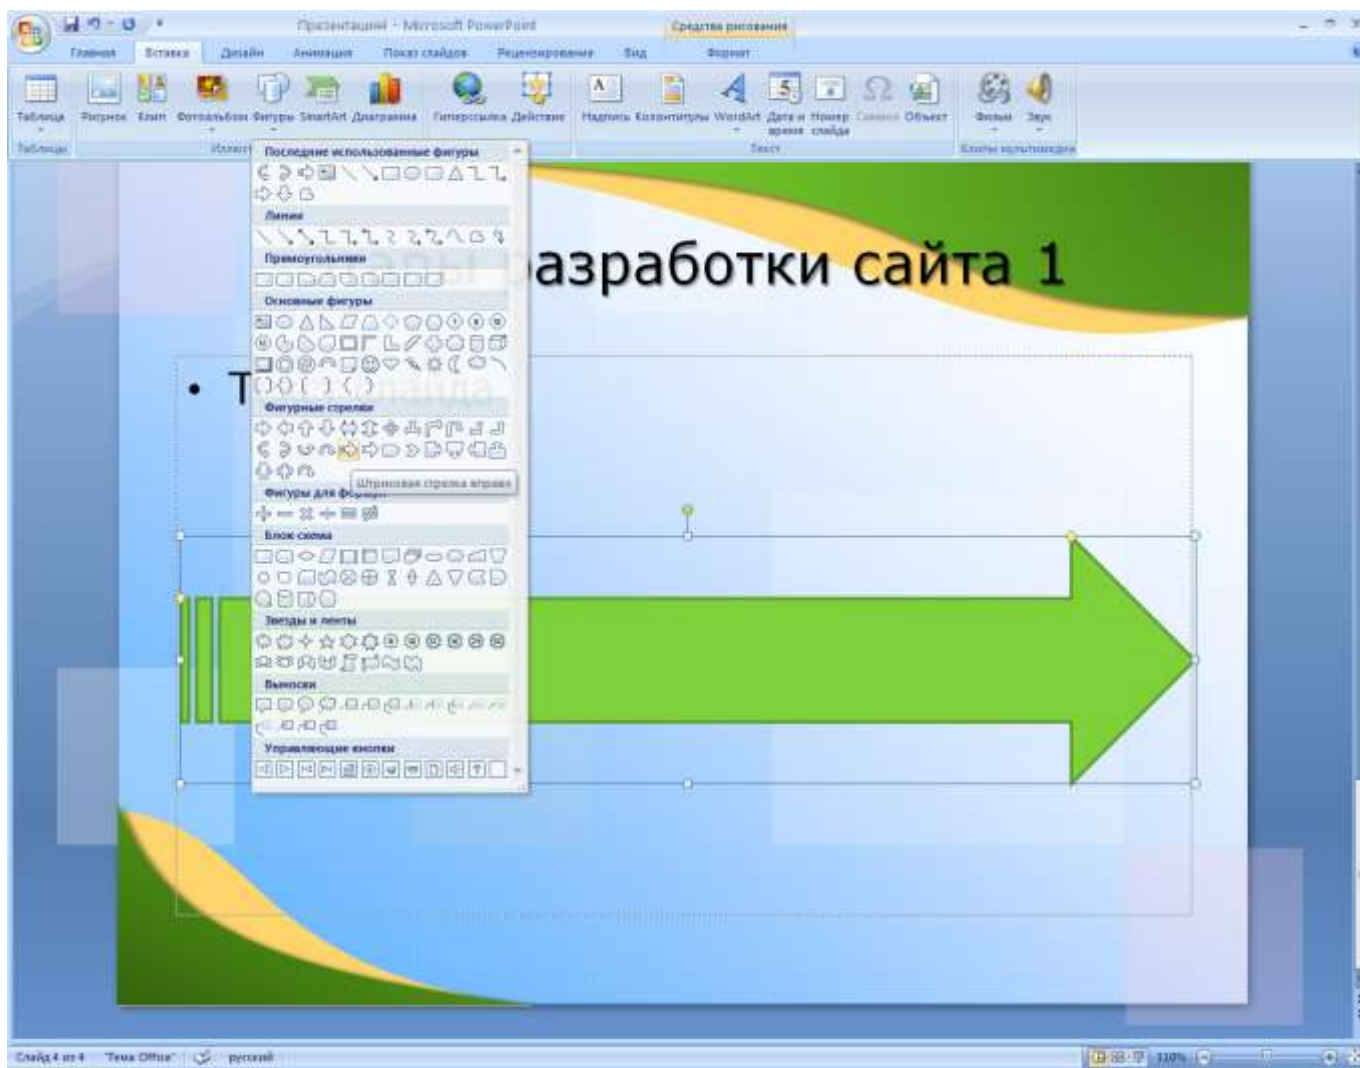 Презентация4 - Microsoft PowerPoint
Средства рисования
Главная Вставка Дизайн Анимация Показ слайдов Рецензирование Вид Формат
Таблица Рисунок Клип Фотоальбом Фигуры SmartArt Диаграмма Гиперссылка Действие Надпись Колонтитулы WordArt Дата и время Номер слайда Символ Объект Фильм Звук
Таблицы Текст Клипы мультимедиа
Последние использованные фигуры
Линии
Прямоугольники
разработки сайта 1
Основные фигуры
Фигурные стрелки
Штриховая стрелка вправо
Фигуры для
Блок-схема
Звезды и ленты
Выноски
Управляющие кнопки
Слайд 4 из 4 "Тема Office" русский 110%